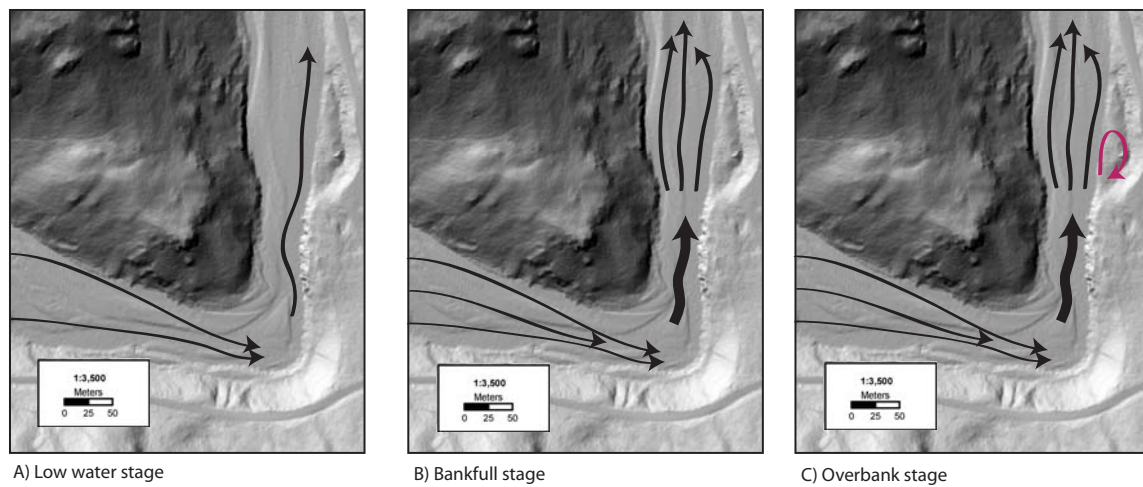 1:3,500
Meters
0 25 50
1:3,500
Meters
0 25 50
1:3,500
Meters
0 25 50
A) Low water stage
B) Bankfull stage
C) Overbank stage